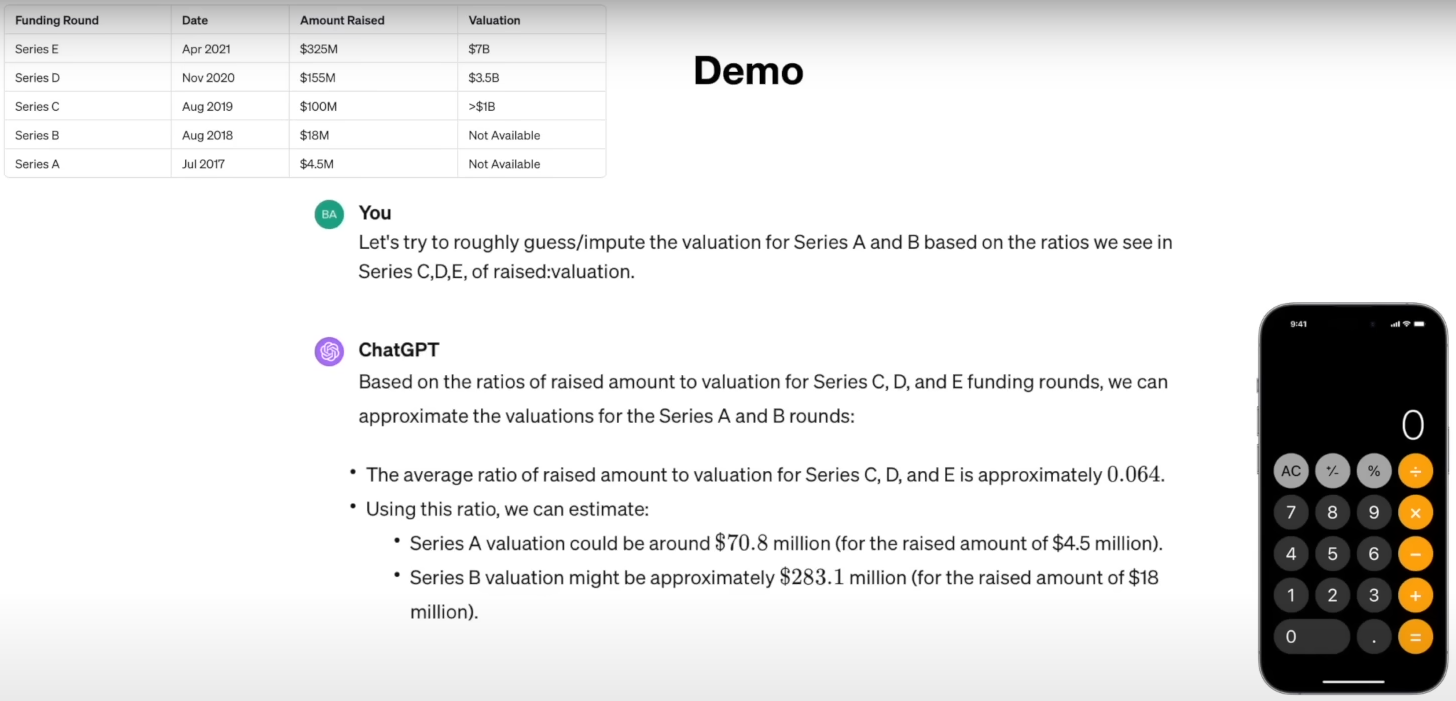 Funding Round Date Amount Raised Valuation
Series E Apr 2021 $325M $7B
Series D Nov 2020 $155M $3.5B
Series C Aug 2019 $100M >$1B
Series B Aug 2018 $18M Not Available
Series A Jul 2017 $4.5M Not Available
Demo
BA You
Let's try to roughly guess/impute the valuation for Series A and B based on the ratios we see in
Series C,D,E, of raised:valuation.
ChatGPT
Based on the ratios of raised amount to valuation for Series C, D, and E funding rounds, we can
approximate the valuations for the Series A and B rounds:
• The average ratio of raised amount to valuation for Series C, D, and E is approximately 0.064.
• Using this ratio, we can estimate:
• Series A valuation could be around $70.8 million (for the raised amount of $4.5 million).
• Series B valuation might be approximately $283.1 million (for the raised amount of $18
million).
9:41
0
AC +/- % ÷
7 8 9 ×
4 5 6 −
1 2 3 +
0 . =